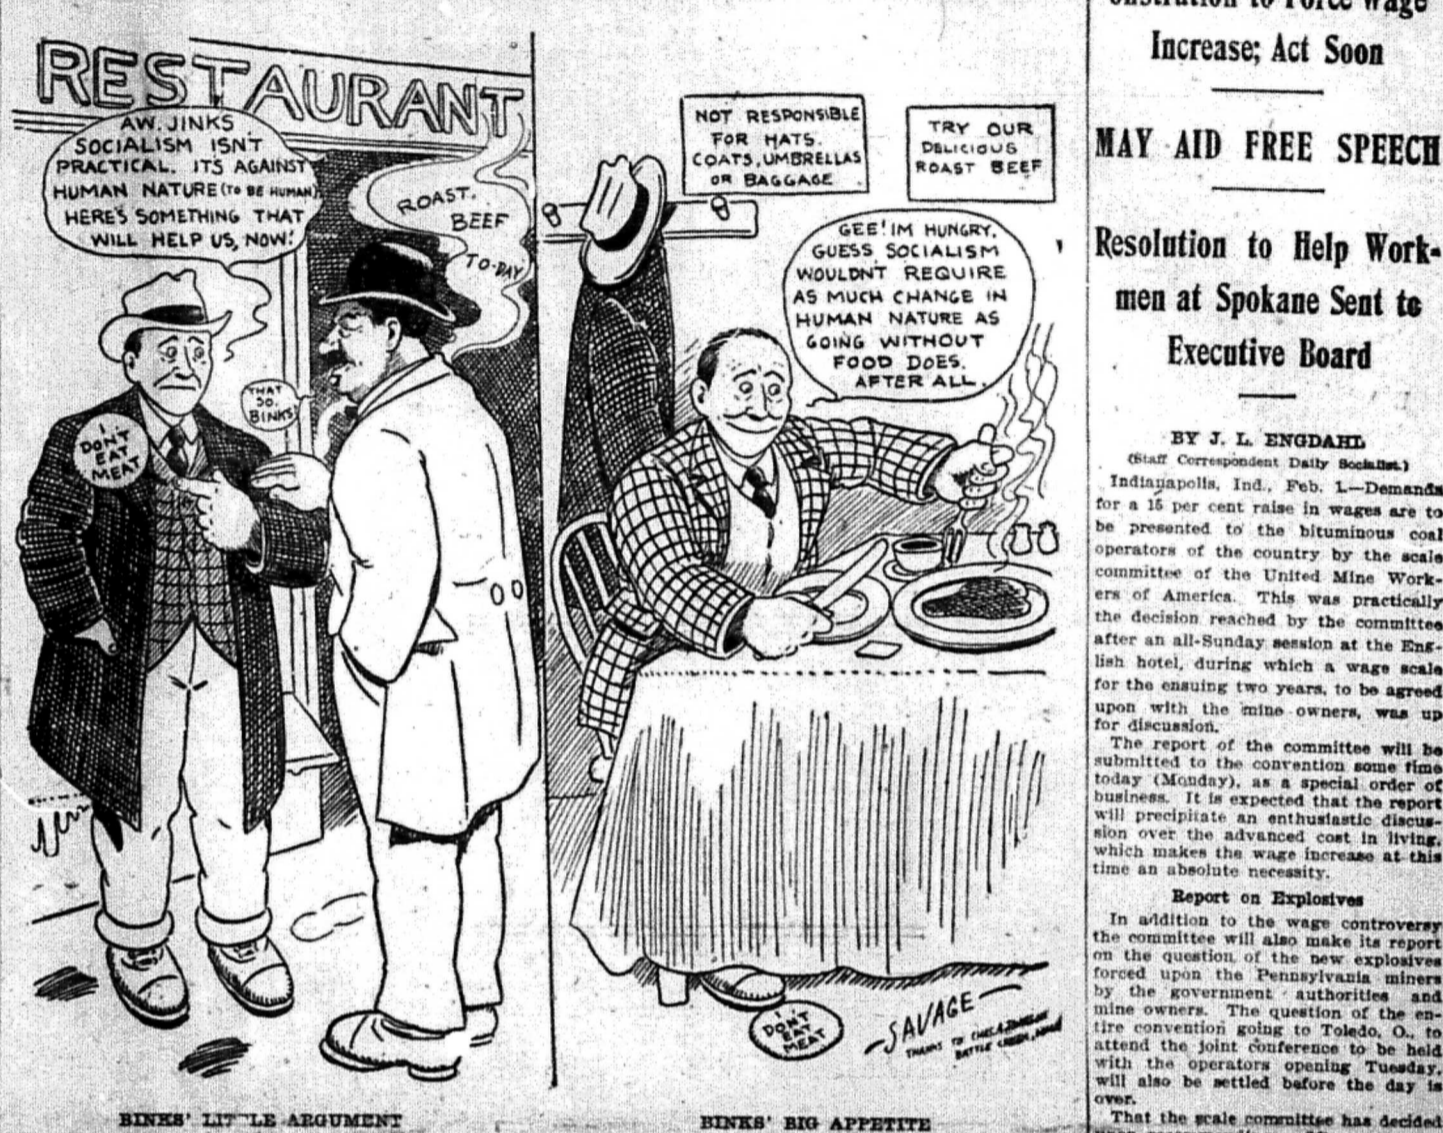 RESTAURANT
AW. JINKS
SOCIALISM ISN'T
PRACTICAL. ITS AGAINST
HUMAN NATURE (TO BE HUMAN)
HERE'S SOMETHING THAT
WILL HELP US, NOW!
ROAST.
BEEF
TO-DAY
THAT
SO.
BINKS
I
DON'T
EAT
MEAT
BINKS' LITTLE ARGUMENT
NOT RESPONSIBLE
FOR HATS.
COATS, UMBRELLAS
OR BAGGAGE
TRY OUR
DELICIOUS
ROAST BEEF
GEE! IM HUNGRY.
GUESS SOCIALISM
WOULDNT REQUIRE
AS MUCH CHANGE IN
HUMAN NATURE AS
GOING WITHOUT
FOOD DOES.
AFTER ALL.
I
DON'T
EAT
MEAT
SAVAGE
THANKS TO CHAS. A.
BATTLE CREEK, MICH
BINKS' BIG APPETITE
to Force Wage
Increase; Act Soon
MAY AID FREE SPEECH
Resolution to Help Work-
men at Spokane Sent to
Executive Board
BY J. L. ENGDAHL
(Staff Correspondent Daily Socialist.)
Indianapolis, Ind., Feb. 1.—Demands
for a 15 per cent raise in wages are to
be presented to the bituminous coal
operators of the country by the scale
committee of the United Mine Work-
ers of America. This was practically
the decision reached by the committee
after an all-Sunday session at the Eng-
lish hotel, during which a wage scale
for the ensuing two years, to be agreed
upon with the mine owners, was up
for discussion.
The report of the committee will be
submitted to the convention some time
today (Monday), as a special order of
business. It is expected that the report
will precipitate an enthusiastic discus-
sion over the advanced cost in living,
which makes the wage increase at this
time an absolute necessity.
Report on Explosives
In addition to the wage controversy
the committee will also make its report
on the question of the new explosives
forced upon the Pennsylvania miners
by the government authorities and
mine owners. The question of the en-
tire convention going to Toledo, O., to
attend the joint conference to be held
with the operators opening Tuesday,
will also be settled before the day is
over.
That the scale committee has decided